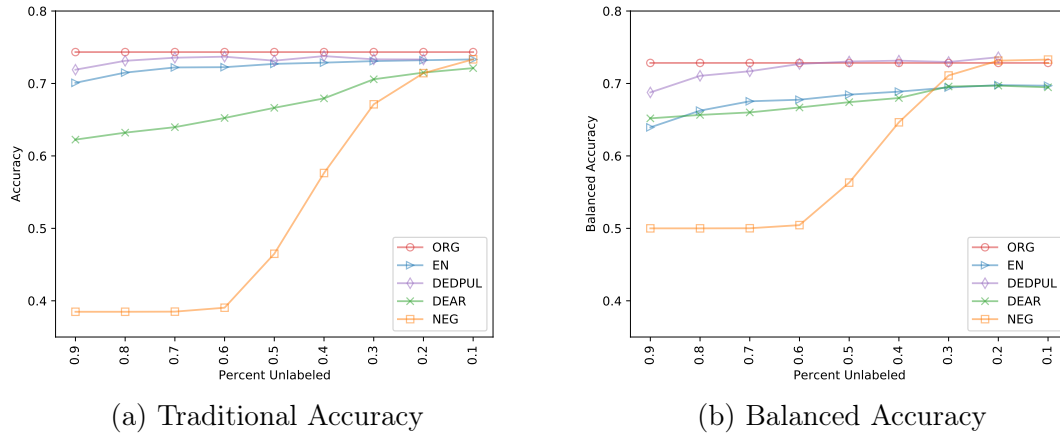 0.8
0.7
0.6
0.5
0.4
Accuracy
ORG
EN
DEDPUL
DEAR
NEG
0.9 0.8 0.7 0.6 0.5 0.4 0.3 0.2 0.1
Percent Unlabeled
(a) Traditional Accuracy
0.8
0.7
0.6
0.5
0.4
Balanced Accuracy
ORG
EN
DEDPUL
DEAR
NEG
0.9 0.8 0.7 0.6 0.5 0.4 0.3 0.2 0.1
Percent Unlabeled
(b) Balanced Accuracy